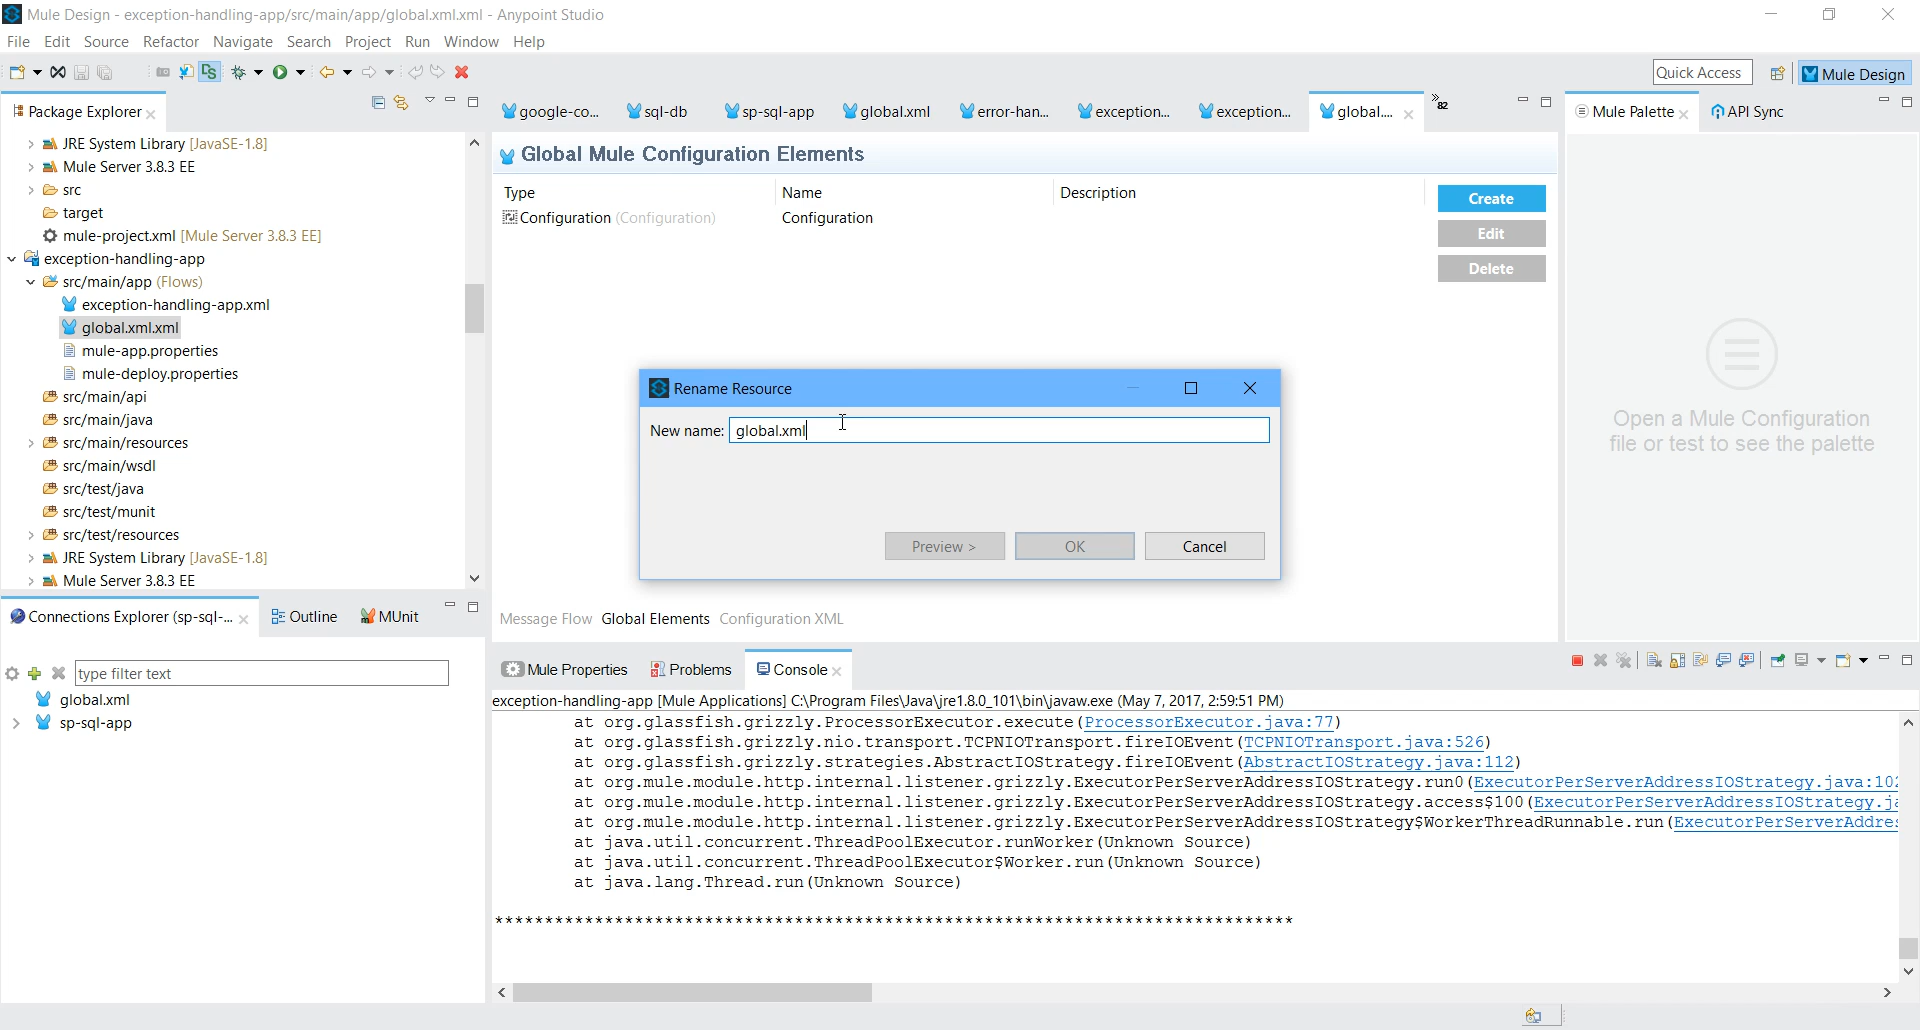 Mule Design - exception-handling-app/src/main/app/global.xml.xml - Anypoint Studio
File Edit Source Refactor Navigate Search Project Run Window Help
Quick Access
Mule Design
Package Explorer
google-co...
sql-db
sp-sql-app
global.xml
error-han...
exception...
exception...
global....
»82
Mule Palette
API Sync
JRE System Library [JavaSE-1.8]
Mule Server 3.8.3 EE
src
target
mule-project.xml [Mule Server 3.8.3 EE]
exception-handling-app
src/main/app (Flows)
exception-handling-app.xml
global.xml.xml
mule-app.properties
mule-deploy.properties
src/main/api
src/main/java
src/main/resources
src/main/wsdl
src/test/java
src/test/munit
src/test/resources
JRE System Library [JavaSE-1.8]
Mule Server 3.8.3 EE
Global Mule Configuration Elements
Type Name Description
Configuration (Configuration) Configuration
Create
Edit
Delete
Open a Mule Configuration
file or test to see the palette
Rename Resource
New name: global.xml
Preview > OK Cancel
Message Flow Global Elements Configuration XML
Connections Explorer (sp-sql-...
Outline
MUnit
type filter text
global.xml
sp-sql-app
Mule Properties
Problems
Console
exception-handling-app [Mule Applications] C:\Program Files\Java\jre1.8.0_101\bin\javaw.exe (May 7, 2017, 2:59:51 PM)
at org.glassfish.grizzly.ProcessorExecutor.execute(ProcessorExecutor.java:77)
at org.glassfish.grizzly.nio.transport.TCPNIOTransport.fireIOEvent(TCPNIOTransport.java:526)
at org.glassfish.grizzly.strategies.AbstractIOStrategy.fireIOEvent(AbstractIOStrategy.java:112)
at org.mule.module.http.internal.listener.grizzly.ExecutorPerServerAddressIOStrategy.run0(ExecutorPerServerAddressIOStrategy.java:102
at org.mule.module.http.internal.listener.grizzly.ExecutorPerServerAddressIOStrategy.access$100(ExecutorPerServerAddressIOStrategy.ja
at org.mule.module.http.internal.listener.grizzly.ExecutorPerServerAddressIOStrategy$WorkerThreadRunnable.run(ExecutorPerServerAddres
at java.util.concurrent.ThreadPoolExecutor.runWorker(Unknown Source)
at java.util.concurrent.ThreadPoolExecutor$Worker.run(Unknown Source)
at java.lang.Thread.run(Unknown Source)
********************************************************************************